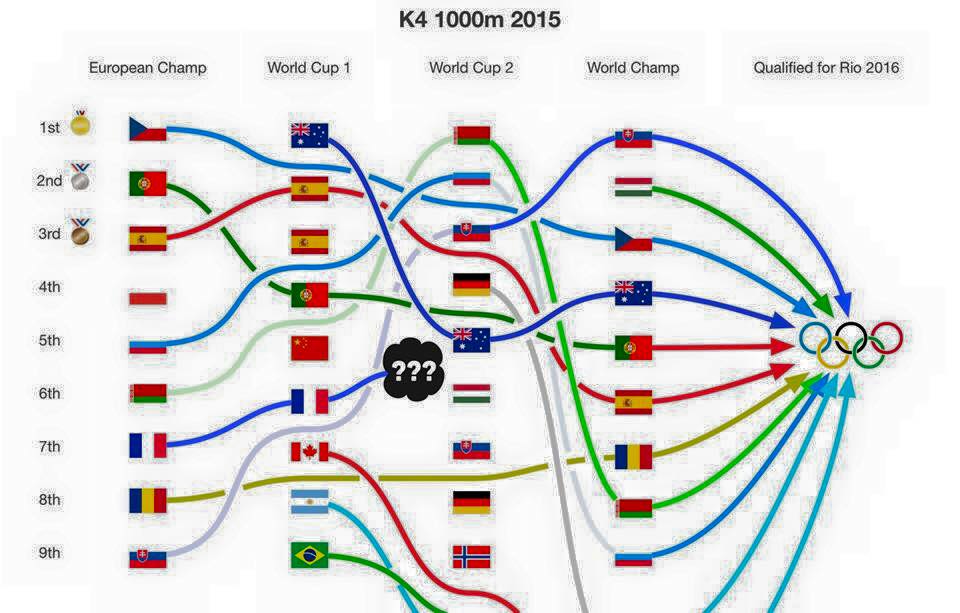 K4 1000m 2015
European Champ
World Cup 1
World Cup 2
World Champ
Qualified for Rio 2016
1st
2nd
3rd
4th
5th
6th
7th
8th
9th
???